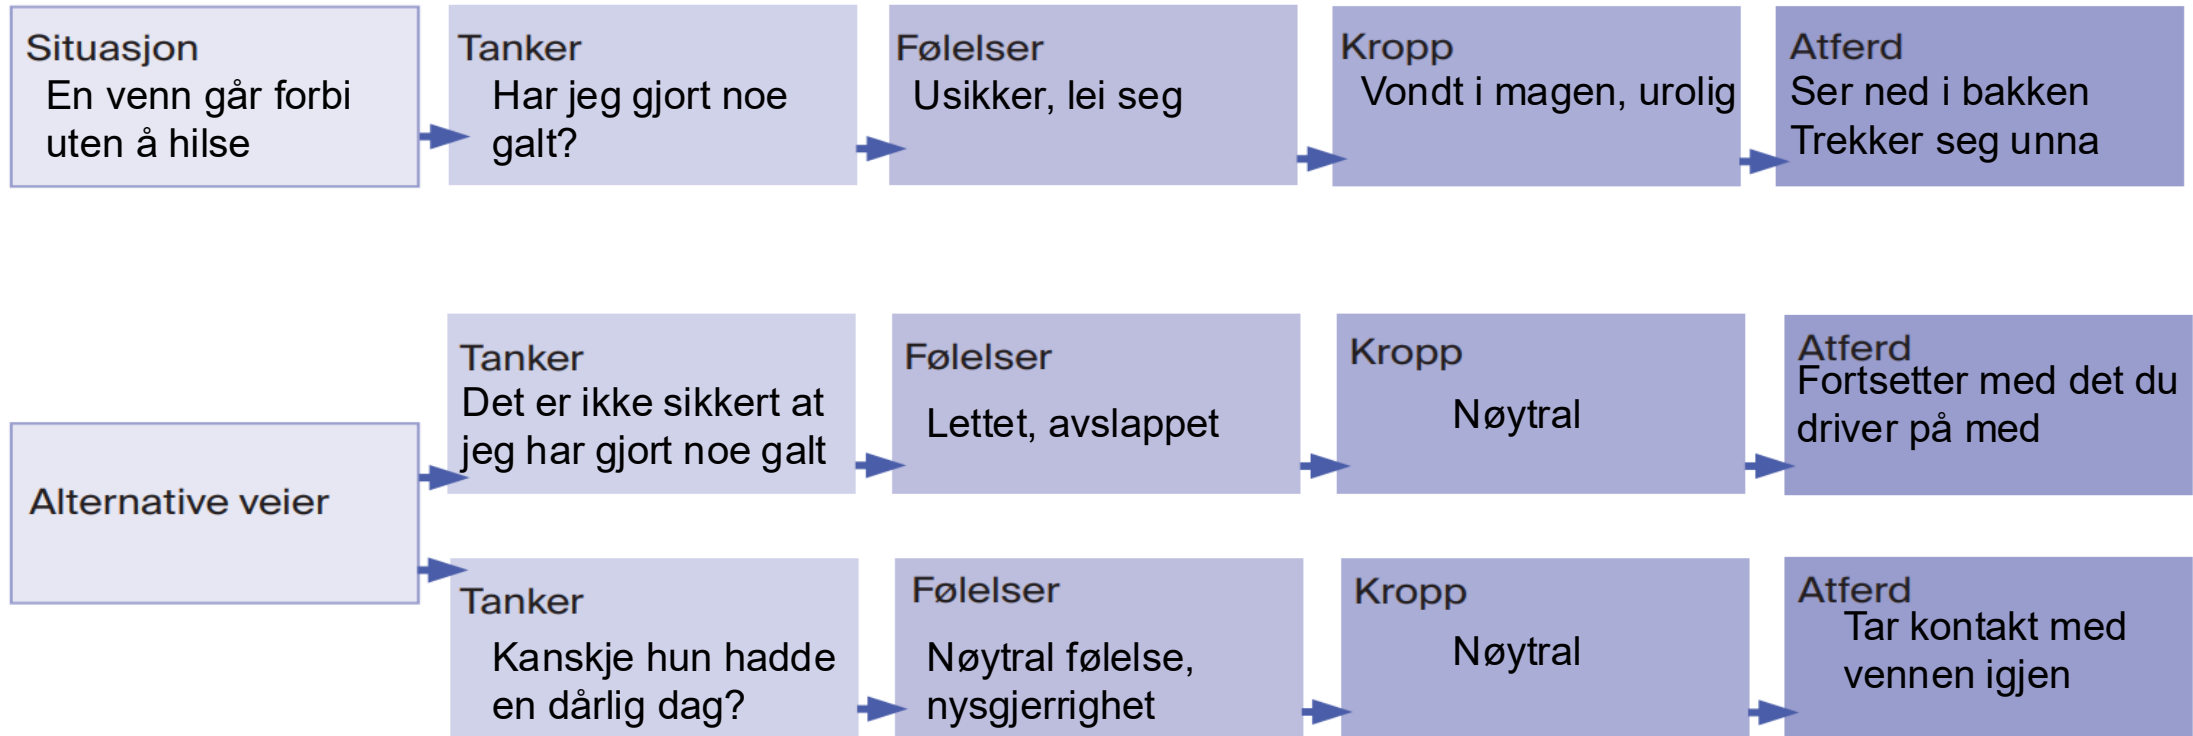 Situasjon
En venn går forbi
uten å hilse
Tanker
Har jeg gjort noe
galt?
Følelser
Usikker, lei seg
Kropp
Vondt i magen, urolig
Atferd
Ser ned i bakken
Trekker seg unna
Alternative veier
Tanker
Det er ikke sikkert at
jeg har gjort noe galt
Følelser
Lettet, avslappet
Kropp
Nøytral
Atferd
Fortsetter med det du
driver på med
Tanker
Kanskje hun hadde
en dårlig dag?
Følelser
Nøytral følelse,
nysgjerrighet
Kropp
Nøytral
Atferd
Tar kontakt med
vennen igjen